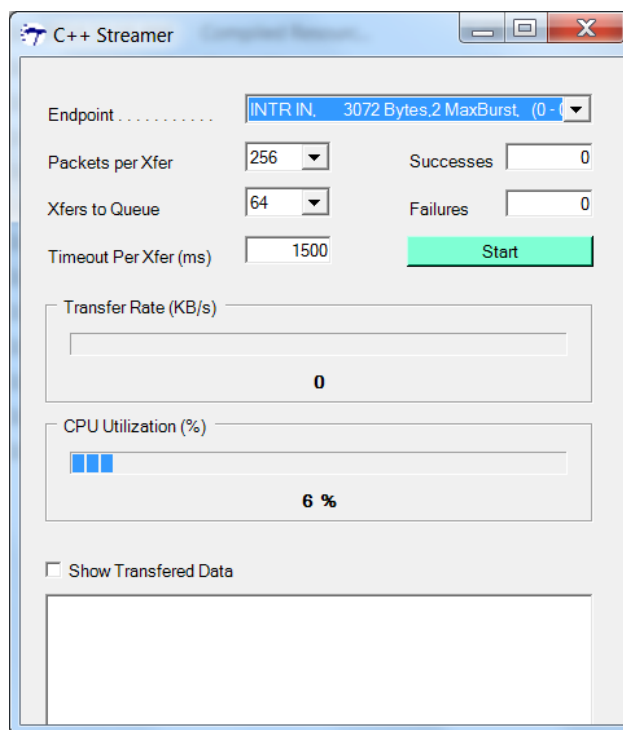 C++ Streamer
Endpoint . . . . . . . . . . . INTR IN, 3072 Bytes,2 MaxBurst, (0 -
Packets per Xfer 256 Successes 0
Xfers to Queue 64 Failures 0
Timeout Per Xfer (ms) 1500 Start
Transfer Rate (KB/s)
0
CPU Utilization (%)
6 %
Show Transfered Data